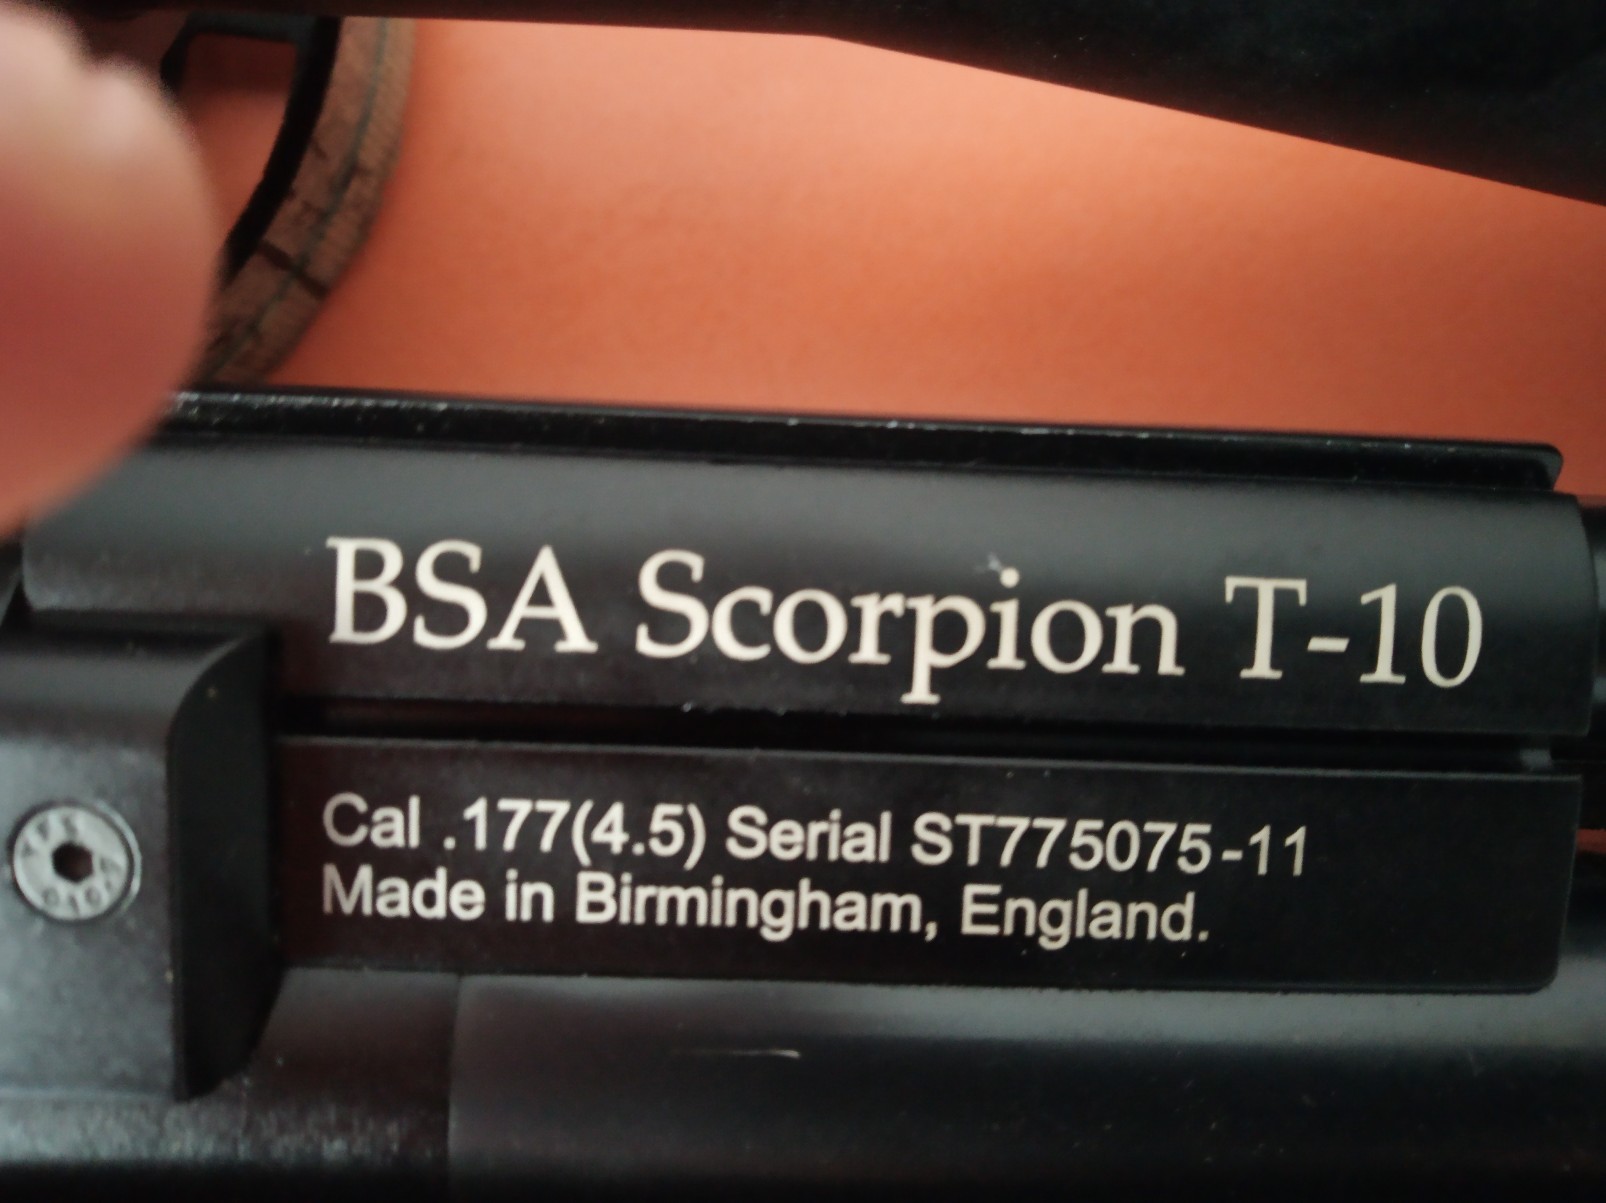 BSA Scorpion T-10
Cal .177(4.5) Serial ST775075-11
Made in Birmingham, England.